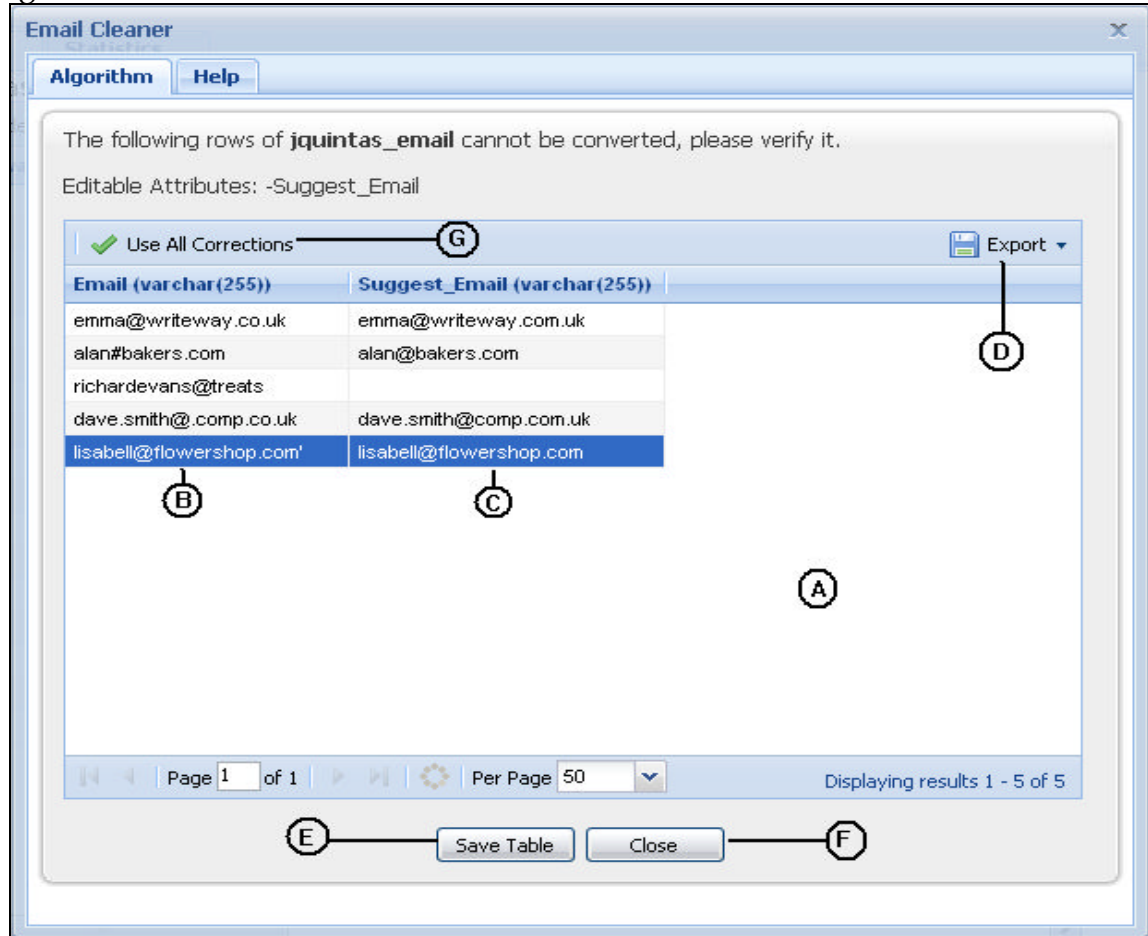 Email Cleaner
Statistics
Algorithm Help
The following rows of jquintas_email cannot be converted, please verify it.
Editable Attributes: -Suggest_Email
Use All Corrections G Export
Email (varchar(255)) Suggest_Email (varchar(255))
emma@writeway.co.uk emma@writeway.com.uk
alan#bakers.com alan@bakers.com
D
richardevans@treats
dave.smith@.comp.co.uk dave.smith@comp.com.uk
lisabell@flowershop.com' lisabell@flowershop.com
B C
A
Page 1 of 1 Per Page 50 Displaying results 1 - 5 of 5
E Save Table Close F